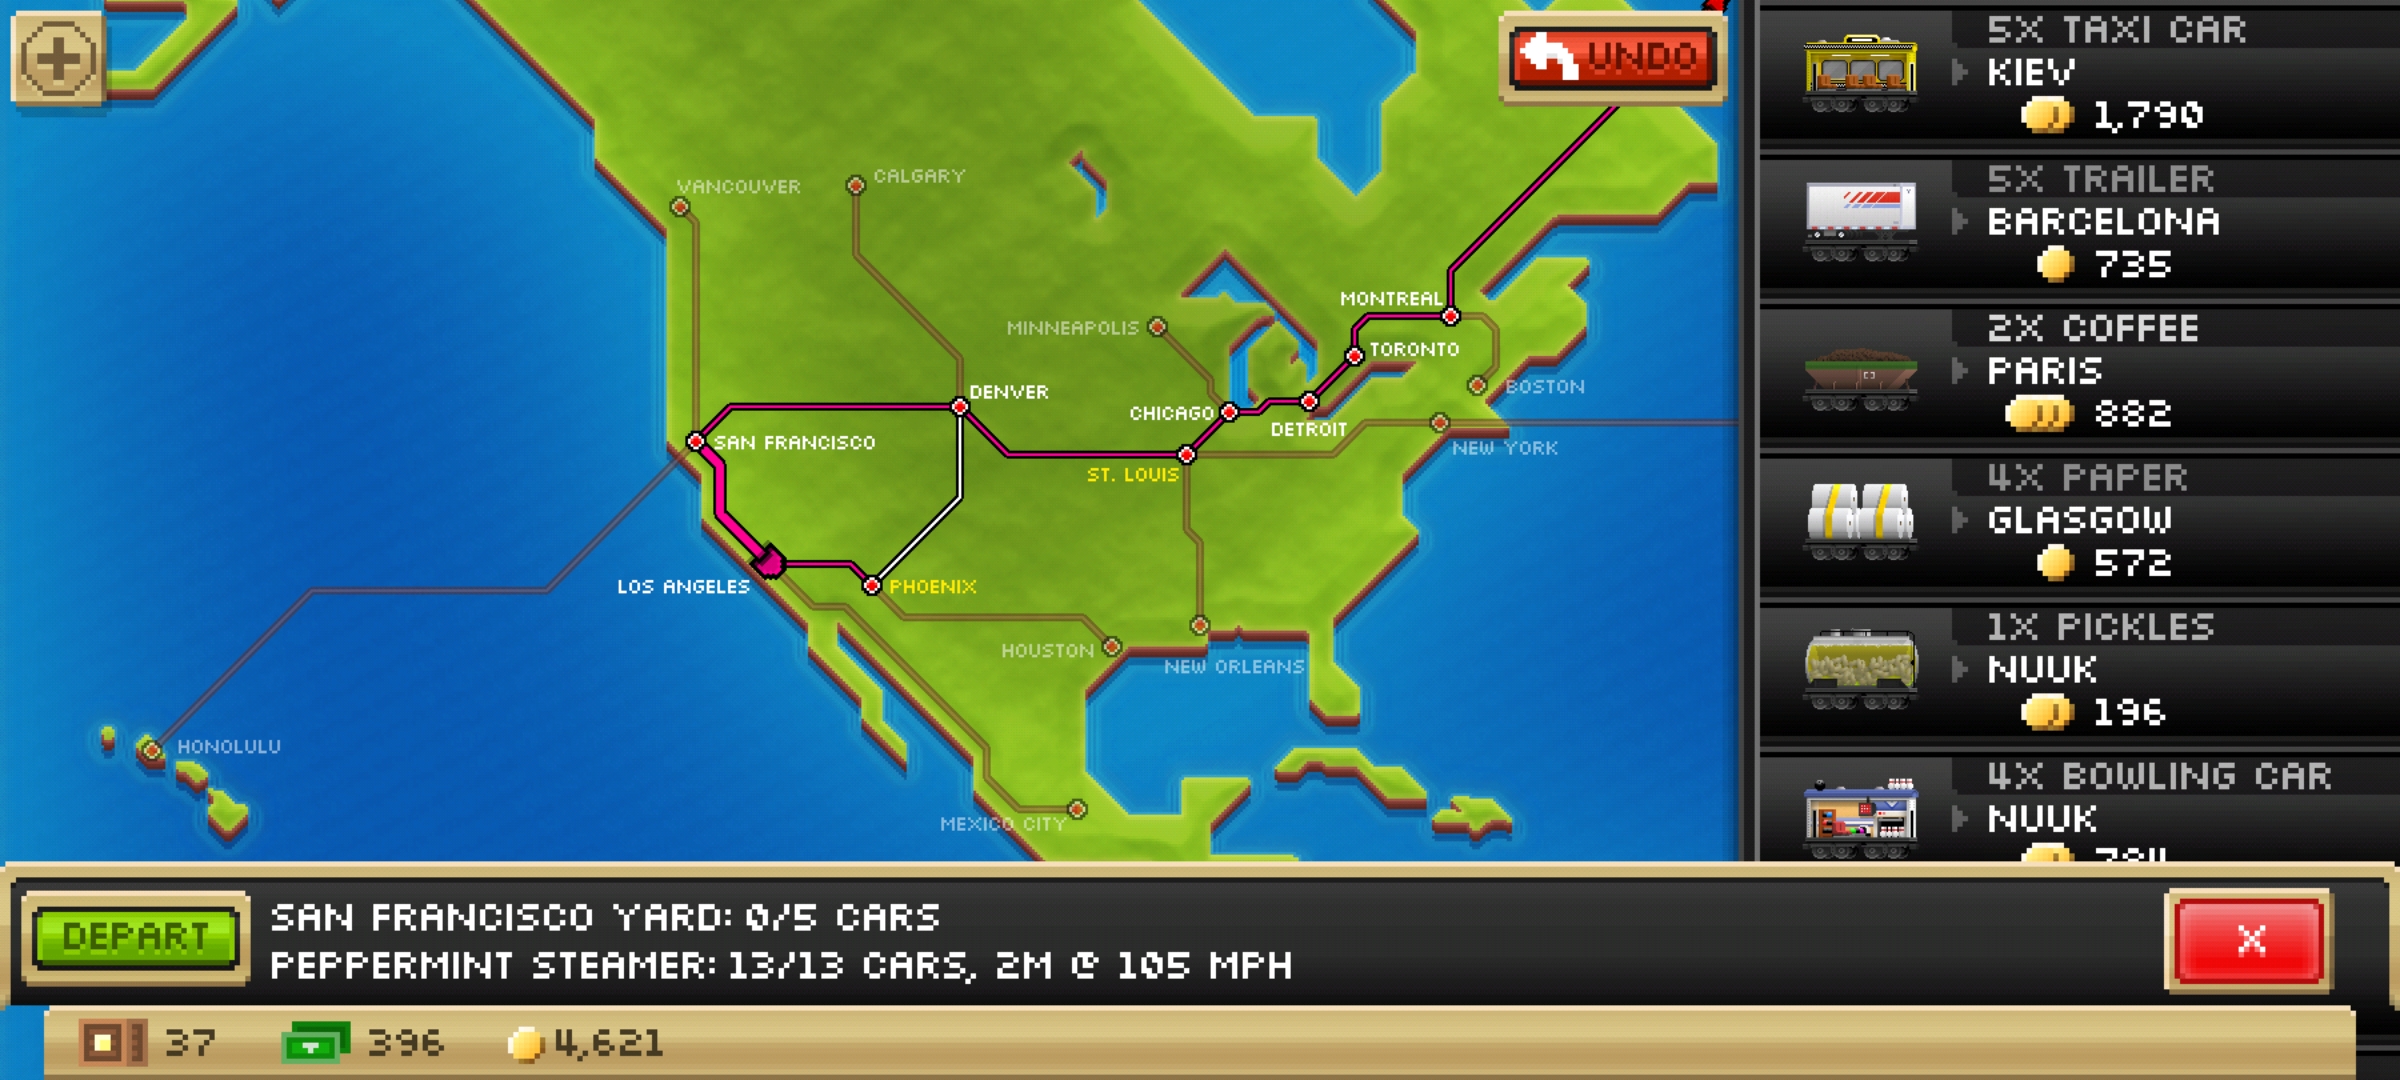 UNDO
VANCOUVER
CALGARY
MINNEAPOLIS
MONTREAL
TORONTO
BOSTON
DENVER
CHICAGO
DETROIT
SAN FRANCISCO
NEW YORK
ST. LOUIS
LOS ANGELES
PHOENIX
HOUSTON
NEW ORLEANS
HONOLULU
MEXICO CITY
5X TAXI CAR
KIEV
1,790
5X TRAILER
BARCELONA
735
2X COFFEE
PARIS
882
4X PAPER
GLASGOW
572
1X PICKLES
NUUK
196
4X BOWLING CAR
NUUK
DEPART
SAN FRANCISCO YARD: 0/5 CARS
PEPPERMINT STEAMER: 13/13 CARS, 2M @ 105 MPH
X
37
396
4,621